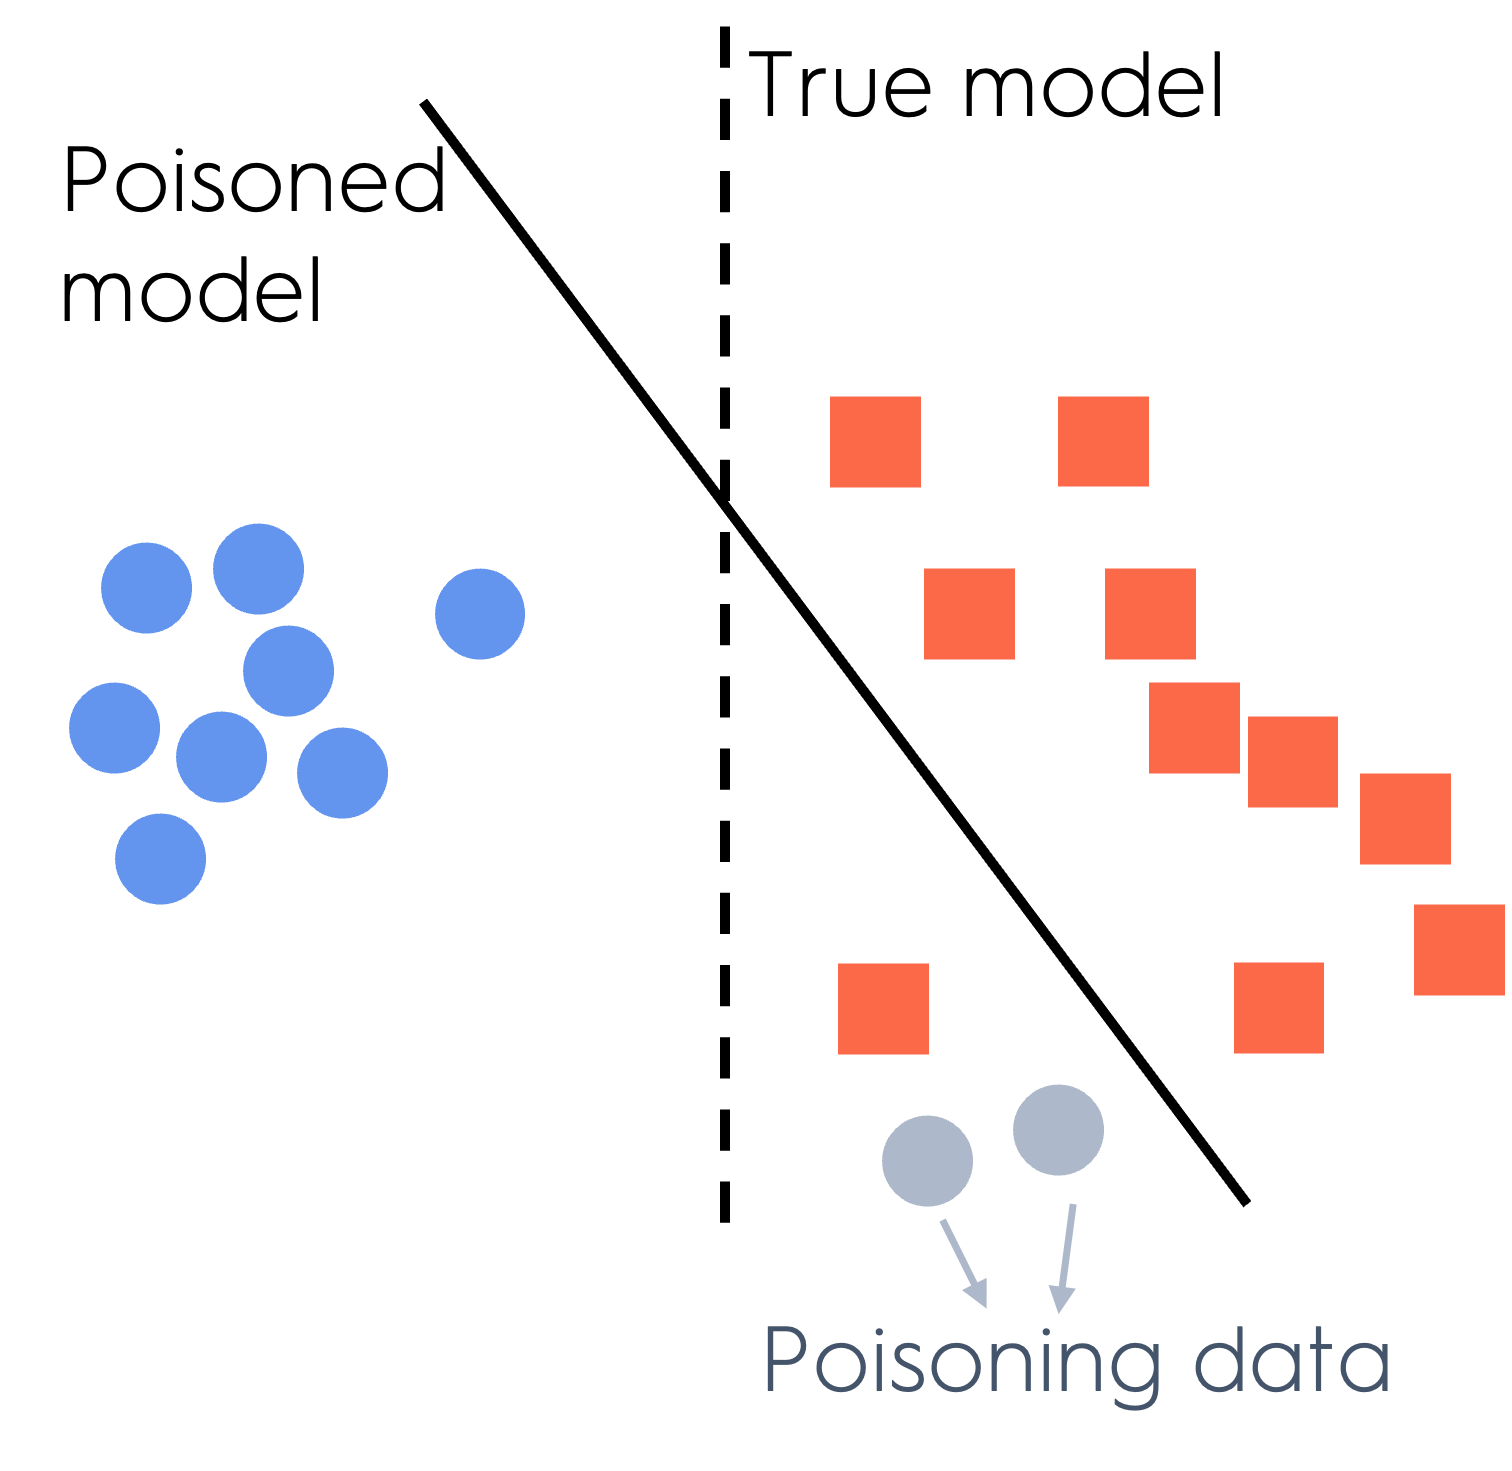 True model
Poisoned
model
Poisoning data